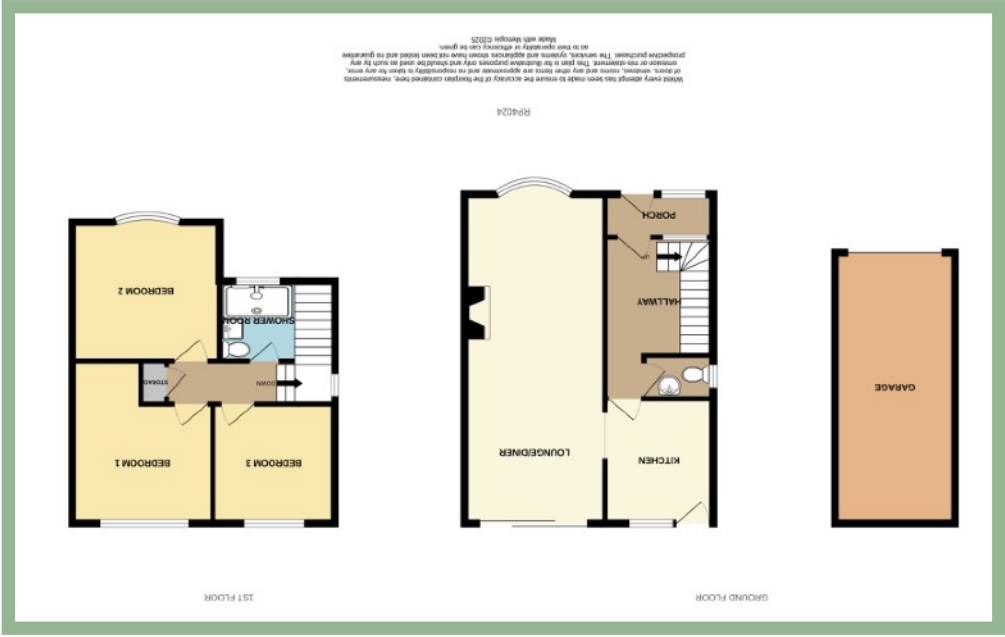 GROUND FLOOR
1ST FLOOR
GARAGE
KITCHEN
LOUNGE/DINER
HALLWAY
UP
PORCH
BEDROOM 3
BEDROOM 1
DOWN
STORAG
SHOWER ROOM
BEDROOM 2
RP4024
Whilst every attempt has been made to ensure the accuracy of the floorplan contained here, measurements
of doors, windows, rooms and any other items are approximate and no responsibility is taken for any error,
omission or mis-statement. This plan is for illustrative purposes only and should be used as such by any
prospective purchaser. The services, systems and appliances shown have not been tested and no guarantee
as to their operability or efficiency can be given.
Made with Metropix ©2025